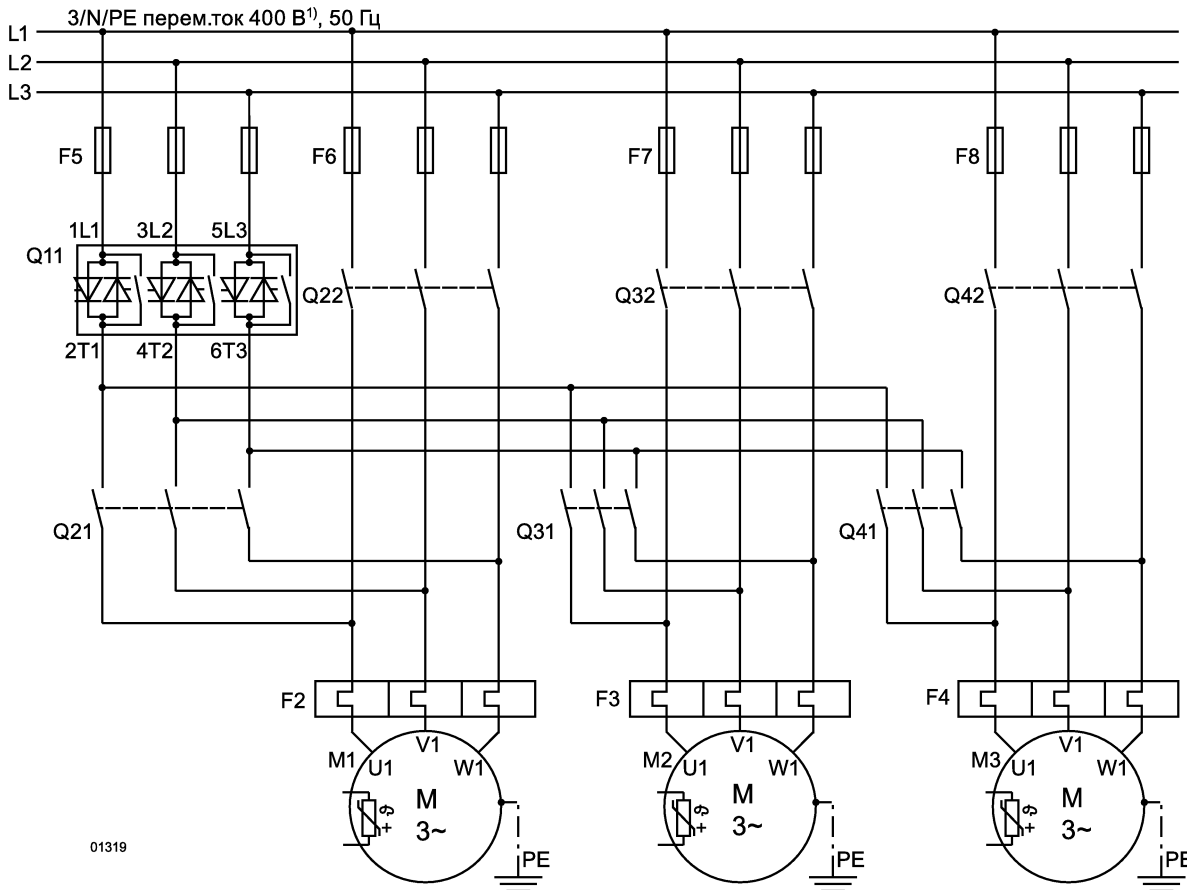 3/N/PE перем.ток 400 В1), 50 Гц
L1
L2
L3
F5
F6
F7
F8
1L1 3L2 5L3
Q11
Q22
Q32
Q42
2T1 4T2 6T3
Q21
Q31
Q41
F2
F3
F4
M1 U1 V1 W1
M2 U1 V1 W1
M3 U1 V1 W1
M
3~
M
3~
M
3~
ϑ
+
ϑ
+
ϑ
+
01319
PE
PE
PE